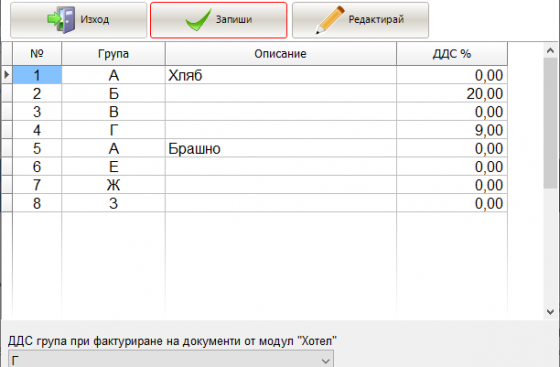 Изход Запиши Редактирай
№ Група Описание ДДС %
1 А Хляб 0,00
2 Б 20,00
3 В 0,00
4 Г 9,00
5 А Брашно 0,00
6 Е 0,00
7 Ж 0,00
8 З 0,00
ДДС група при фактуриране на документи от модул "Хотел"
Г